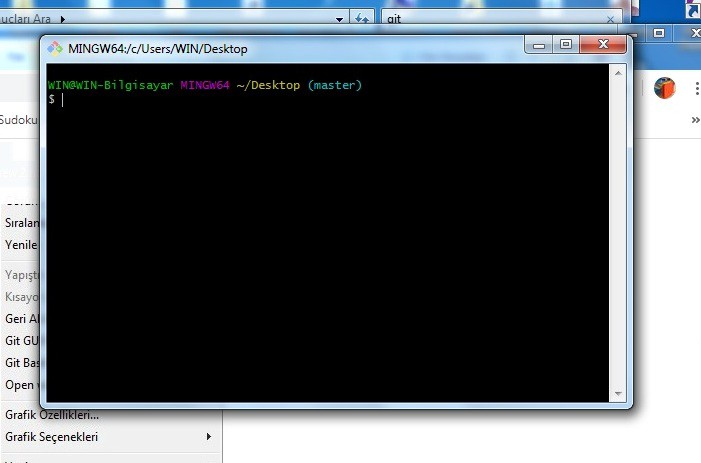 uçları Ara
git
MINGW64:/c/Users/WIN/Desktop
WIN@WIN-Bilgisayar MINGW64 ~/Desktop (master)
$
Sudoku
»
Sıralan
Yenile
Yapıştı
Kısayo
Geri Al
Git GU
Git Bas
Open
Grafik Özellikleri...
Grafik Seçenekleri